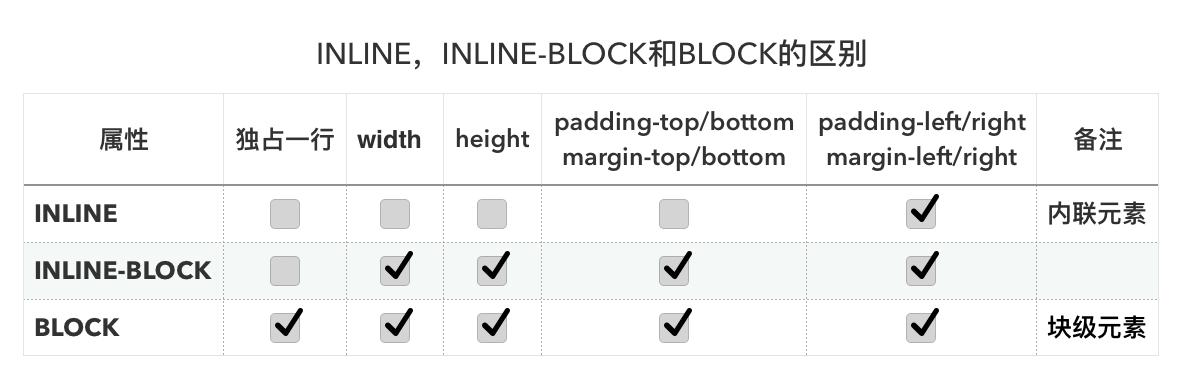 INLINE，INLINE-BLOCK和BLOCK的区别
属性 独占一行 width height padding-top/bottom margin-top/bottom padding-left/right margin-left/right 备注
INLINE 内联元素
INLINE-BLOCK
BLOCK 块级元素